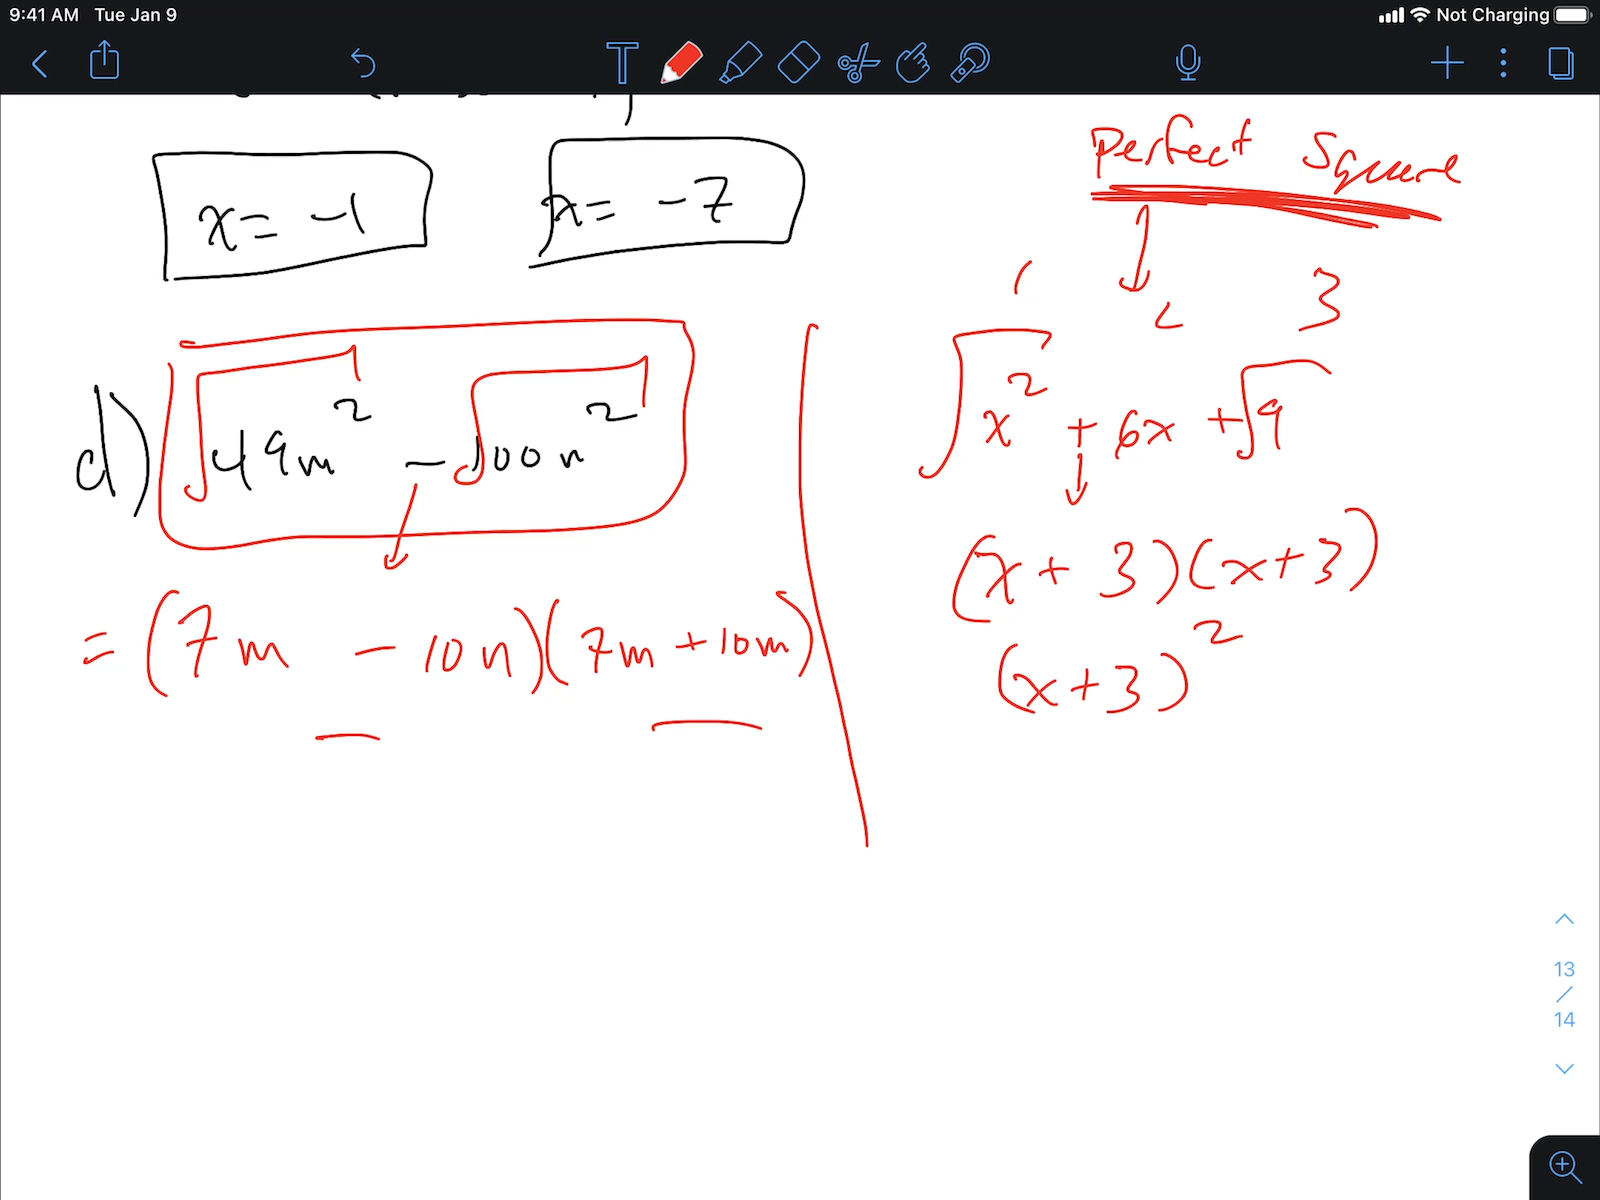 9:41 AM Tue Jan 9
Not Charging
T
x = -1
x = -7
d) √49m² - √100n²
= (7m - 10n)(7m + 10m)
Perfect Square
1 2 3
√x² + 6x + √9
(x + 3)(x + 3)
(x + 3)²
13
/
14